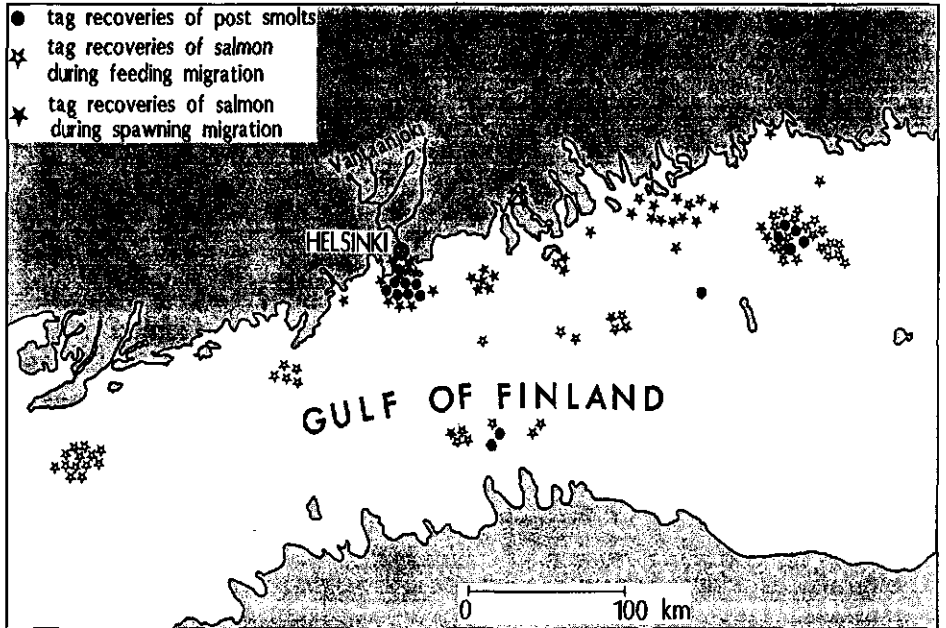 tag recoveries of post smolts
tag recoveries of salmon
during feeding migration
tag recoveries of salmon
during spawning migration
Vantaanjoki
HELSINKI
GULF OF FINLAND
0 100 km